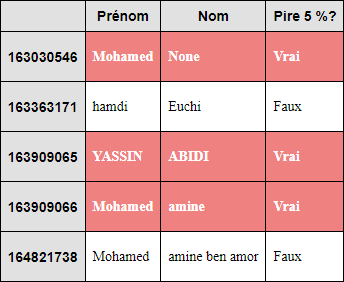 Prénom Nom Pire 5 %?
163030546 Mohamed None Vrai
163363171 hamdi Euchi Faux
163909065 YASSIN ABIDI Vrai
163909066 Mohamed amine Vrai
164821738 Mohamed amine ben amor Faux